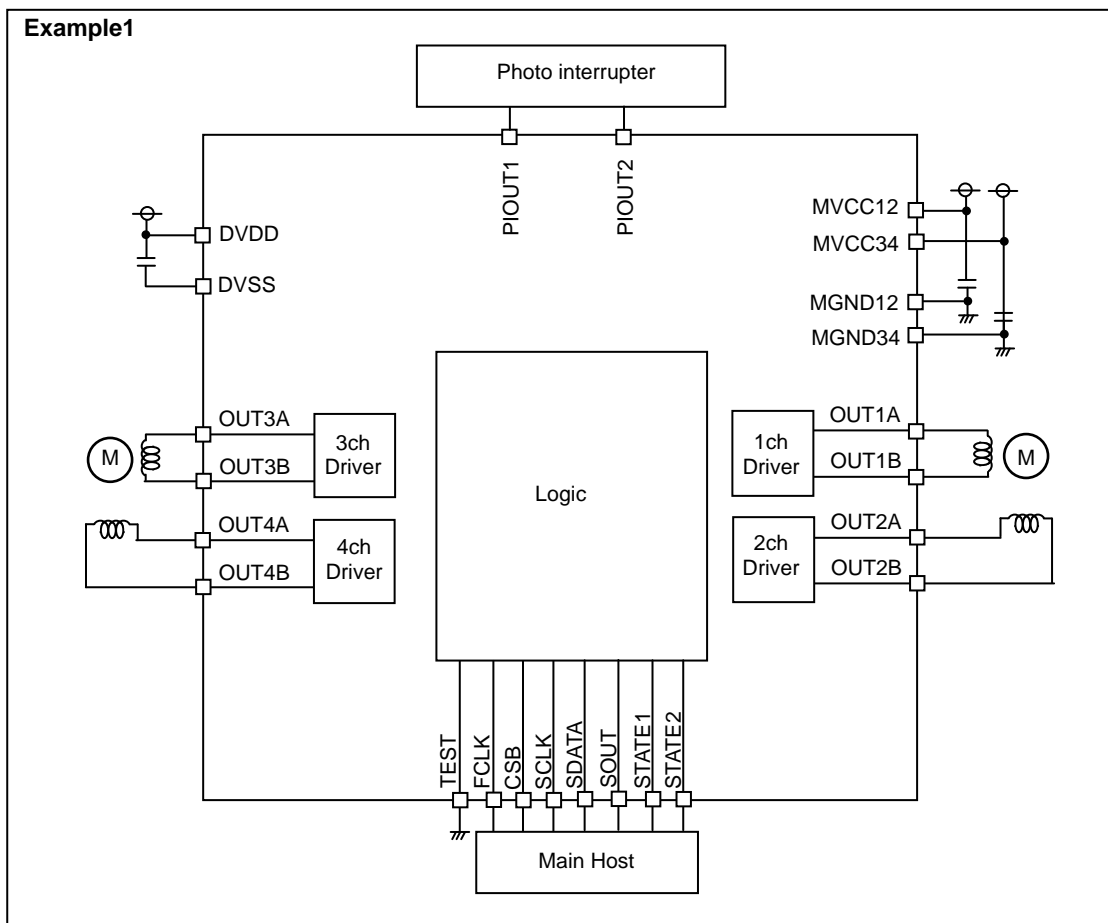 Example1
Photo interrupter
PIOUT1
PIOUT2
DVDD
DVSS
MVCC12
MVCC34
MGND12
MGND34
OUT3A
OUT3B
3ch
Driver
M
OUT4A
OUT4B
4ch
Driver
Logic
1ch
Driver
OUT1A
OUT1B
M
2ch
Driver
OUT2A
OUT2B
TEST
FCLK
CSB
SCLK
SDATA
SOUT
STATE1
STATE2
Main Host